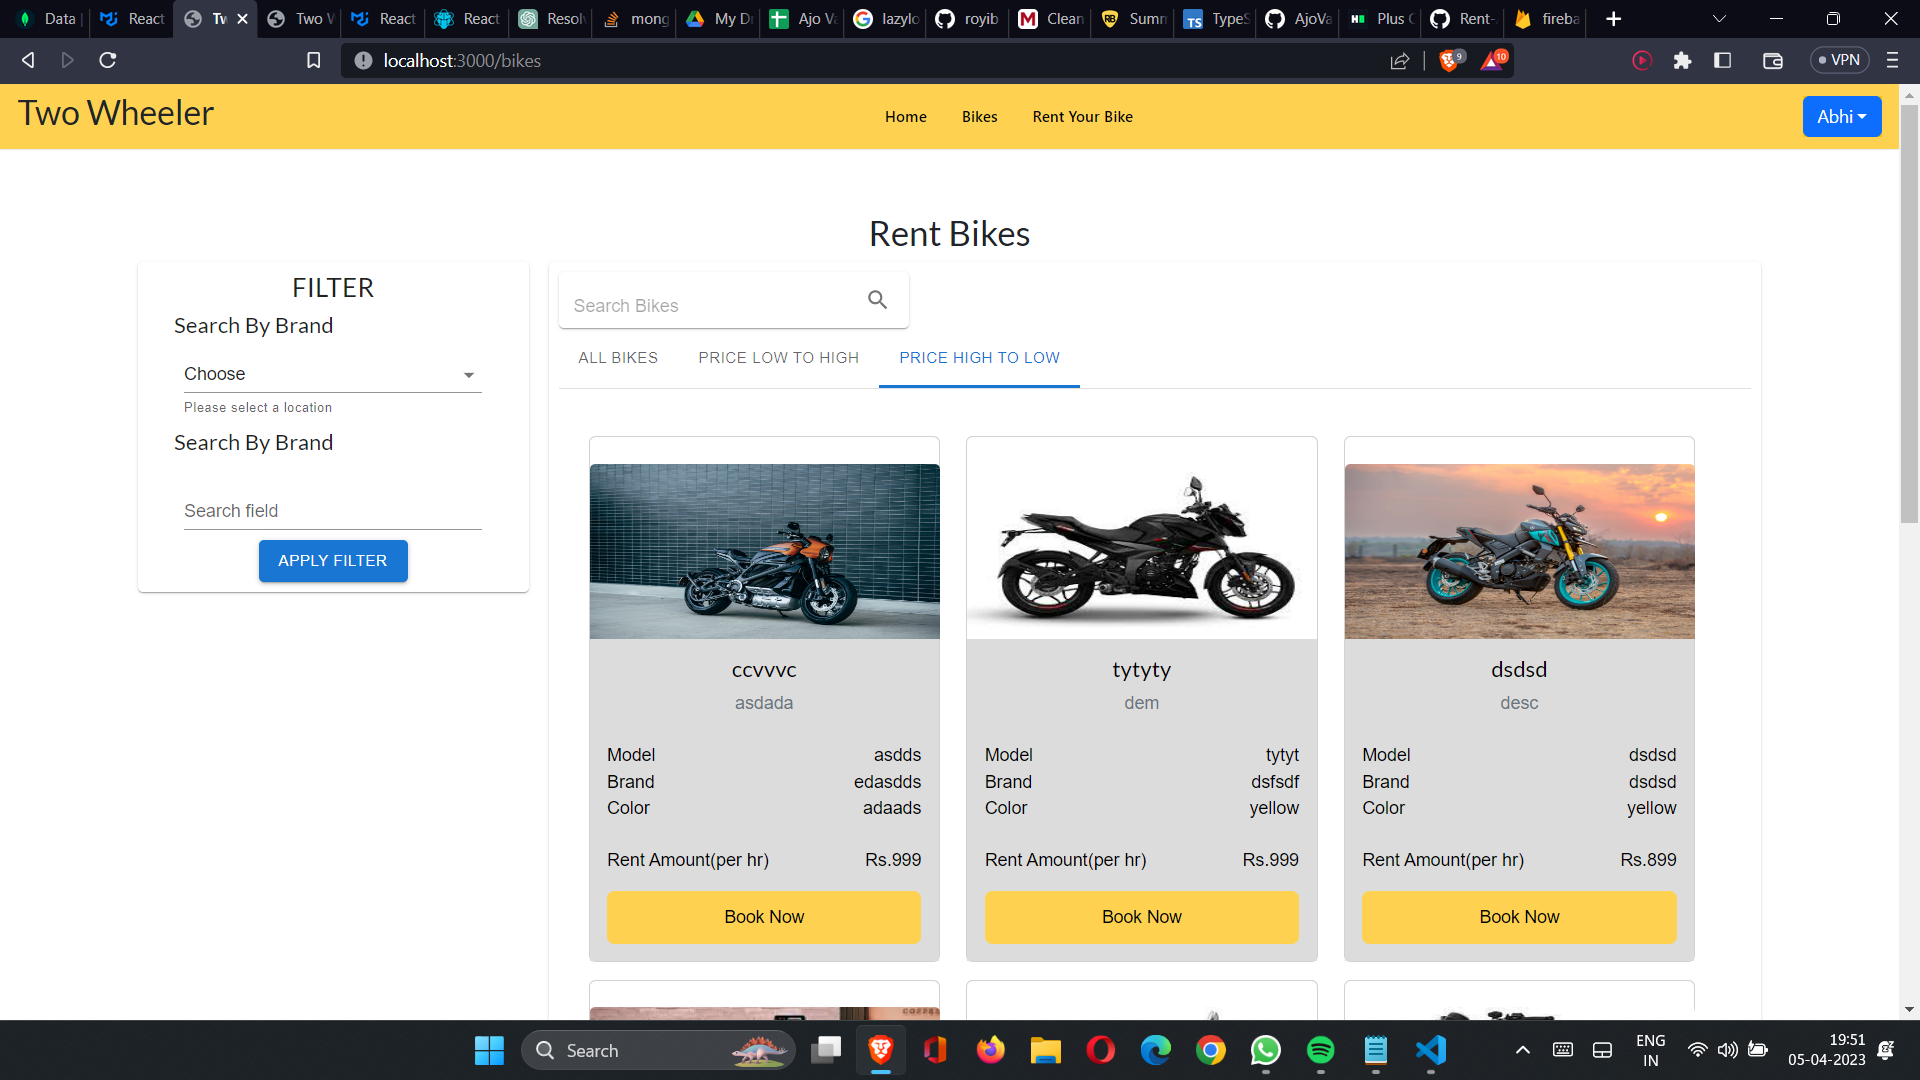 Data
React
Tw
Two W
React
React
Resolv
mong
My Dr
Ajo Va
lazylo
royib
Clean
Summ
TypeS
AjoVa
Plus C
Rent-
fireba
localhost:3000/bikes
9
10
VPN
Two Wheeler
Home
Bikes
Rent Your Bike
Abhi
Rent Bikes
FILTER
Search By Brand
Choose
Please select a location
Search By Brand
Search field
APPLY FILTER
Search Bikes
ALL BIKES
PRICE LOW TO HIGH
PRICE HIGH TO LOW
ccvvvc
asdada
Model asdds
Brand edasdds
Color adaads
Rent Amount(per hr) Rs.999
Book Now
tytyty
dem
Model tytyt
Brand dsfsdf
Color yellow
Rent Amount(per hr) Rs.999
Book Now
dsdsd
desc
Model dsdsd
Brand dsdsd
Color yellow
Rent Amount(per hr) Rs.899
Book Now
Search
ENG
IN
19:51
05-04-2023